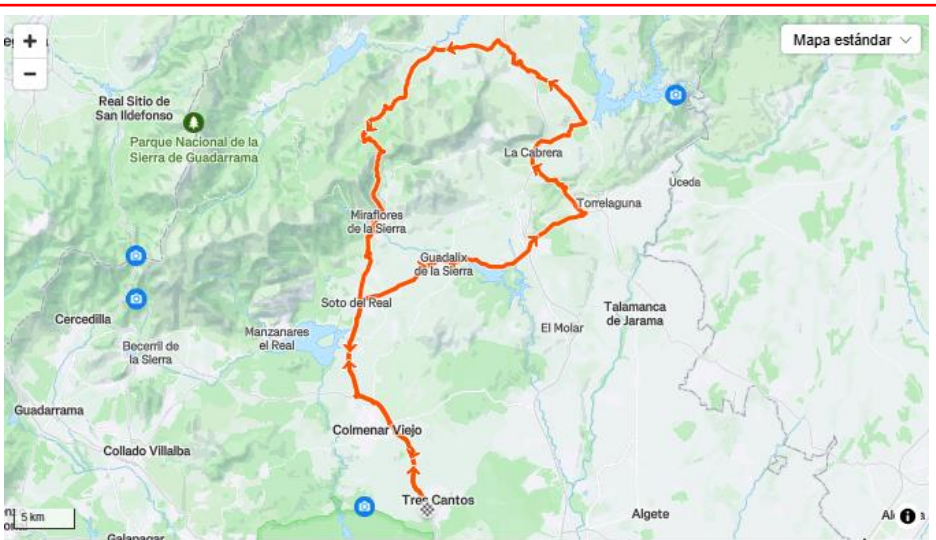 +
Mapa estándar
−
Real Sitio de
San Ildefonso
Parque Nacional de la
Sierra de Guadarrama
La Cabrera
Uceda
Torrelaguna
Miraflores
de la Sierra
Guadalix
de la Sierra
Soto del Real
Talamanca
de Jarama
Cercedilla
Manzanares
el Real
El Molar
Becerril de
la Sierra
Guadarrama
Colmenar Viejo
Collado Villalba
Tres Cantos
5 km
Algete
Galapagar